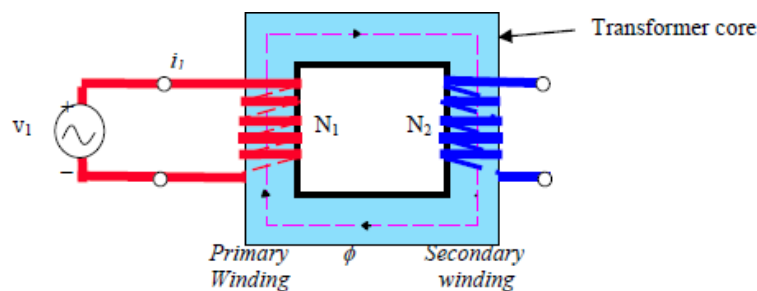 Transformer core
i1
+
v1
N1
N2
−
Primary
Winding
ϕ
Secondary
winding